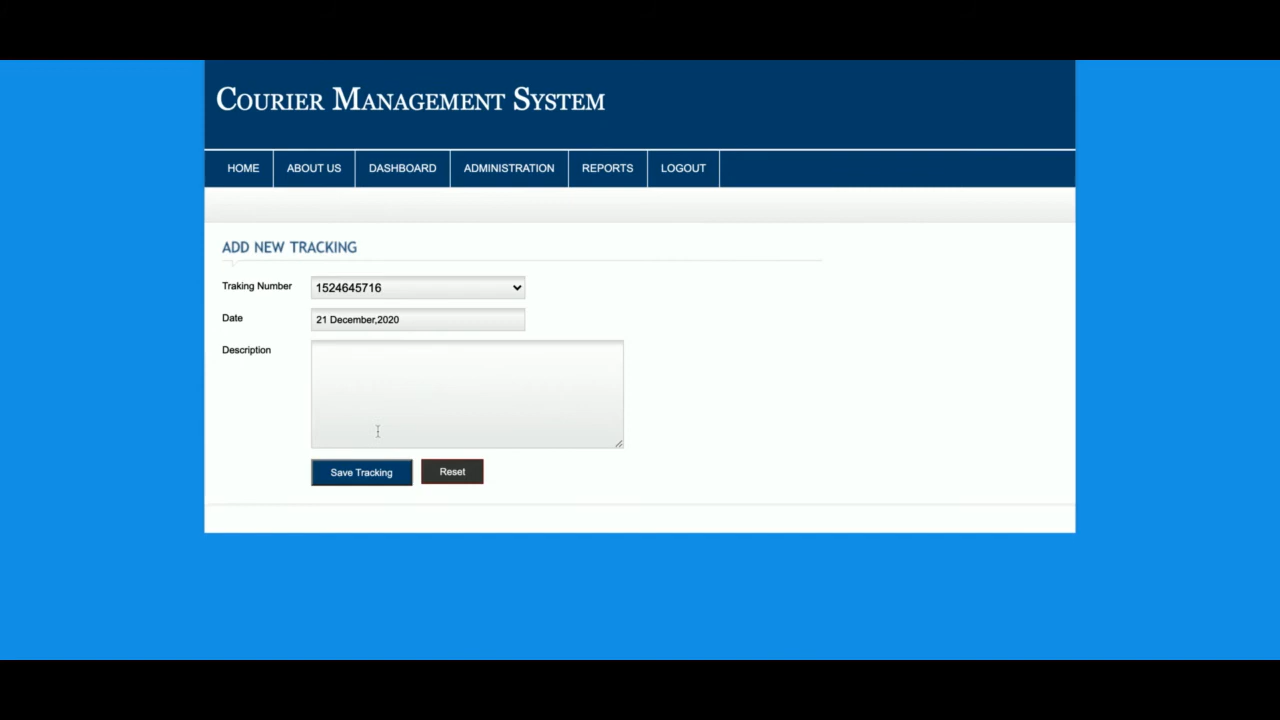 COURIER MANAGEMENT SYSTEM
HOME ABOUT US DASHBOARD ADMINISTRATION REPORTS LOGOUT
ADD NEW TRACKING
Traking Number 1524645716
Date 21 December,2020
Description
Save Tracking Reset